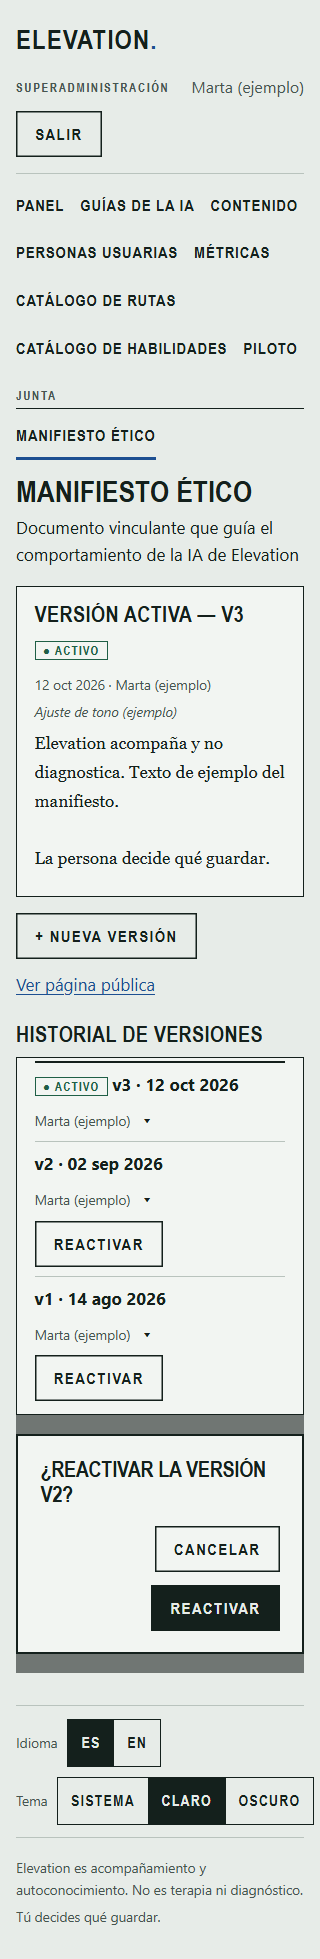 ELEVATION.
SUPERADMINISTRACIÓN Marta (ejemplo)
SALIR
PANEL GUÍAS DE LA IA CONTENIDO
PERSONAS USUARIAS MÉTRICAS
CATÁLOGO DE RUTAS
CATÁLOGO DE HABILIDADES PILOTO
JUNTA
MANIFIESTO ÉTICO
MANIFIESTO ÉTICO
Documento vinculante que guía el
comportamiento de la IA de Elevation
VERSIÓN ACTIVA — V3
● ACTIVO
12 oct 2026 · Marta (ejemplo)
Ajuste de tono (ejemplo)
Elevation acompaña y no
diagnostica. Texto de ejemplo del
manifiesto.
La persona decide qué guardar.
+ NUEVA VERSIÓN
Ver página pública
HISTORIAL DE VERSIONES
● ACTIVO v3 · 12 oct 2026
Marta (ejemplo) ▾
v2 · 02 sep 2026
Marta (ejemplo) ▾
REACTIVAR
v1 · 14 ago 2026
Marta (ejemplo) ▾
REACTIVAR
¿REACTIVAR LA VERSIÓN
V2?
CANCELAR
REACTIVAR
Idioma ES EN
Tema SISTEMA CLARO OSCURO
Elevation es acompañamiento y
autoconocimiento. No es terapia ni diagnóstico.
Tú decides qué guardar.